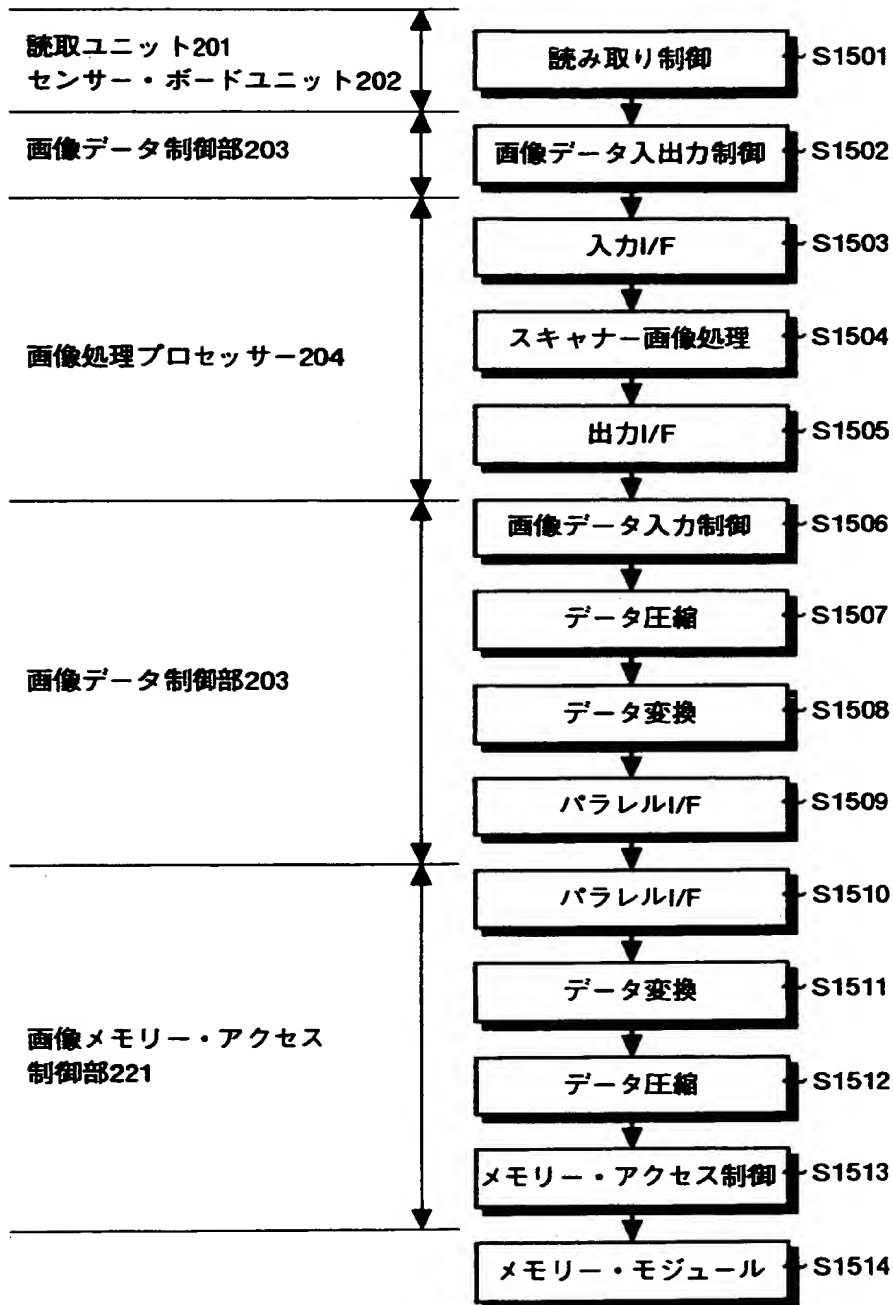 読取ユニット201
センサー・ボードユニット202
読み取り制御
S1501
画像データ制御部203
画像データ入出力制御
S1502
画像処理プロセッサー204
入力I/F
S1503
スキャナー画像処理
S1504
出力I/F
S1505
画像データ制御部203
画像データ入力制御
S1506
データ圧縮
S1507
データ変換
S1508
パラレルI/F
S1509
画像メモリー・アクセス
制御部221
パラレルI/F
S1510
データ変換
S1511
データ圧縮
S1512
メモリー・アクセス制御
S1513
メモリー・モジュール
S1514